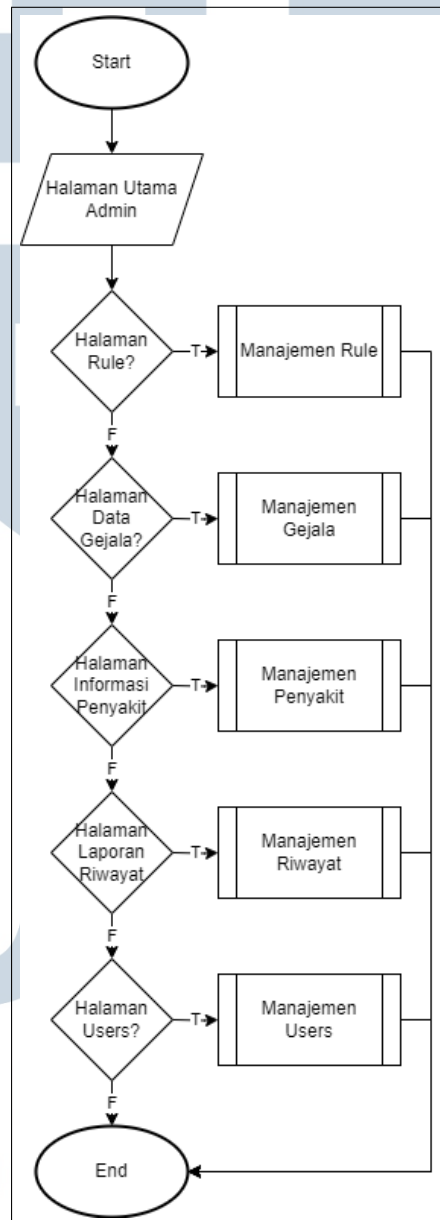 Start
Halaman Utama
Admin
Halaman
Rule?
T
Manajemen Rule
F
Halaman
Data
Gejala?
T
Manajemen
Gejala
F
Halaman
Informasi
Penyakit
T
Manajemen
Penyakit
F
Halaman
Laporan
Riwayat
T
Manajemen
Riwayat
F
Halaman
Users?
T
Manajemen
Users
F
End